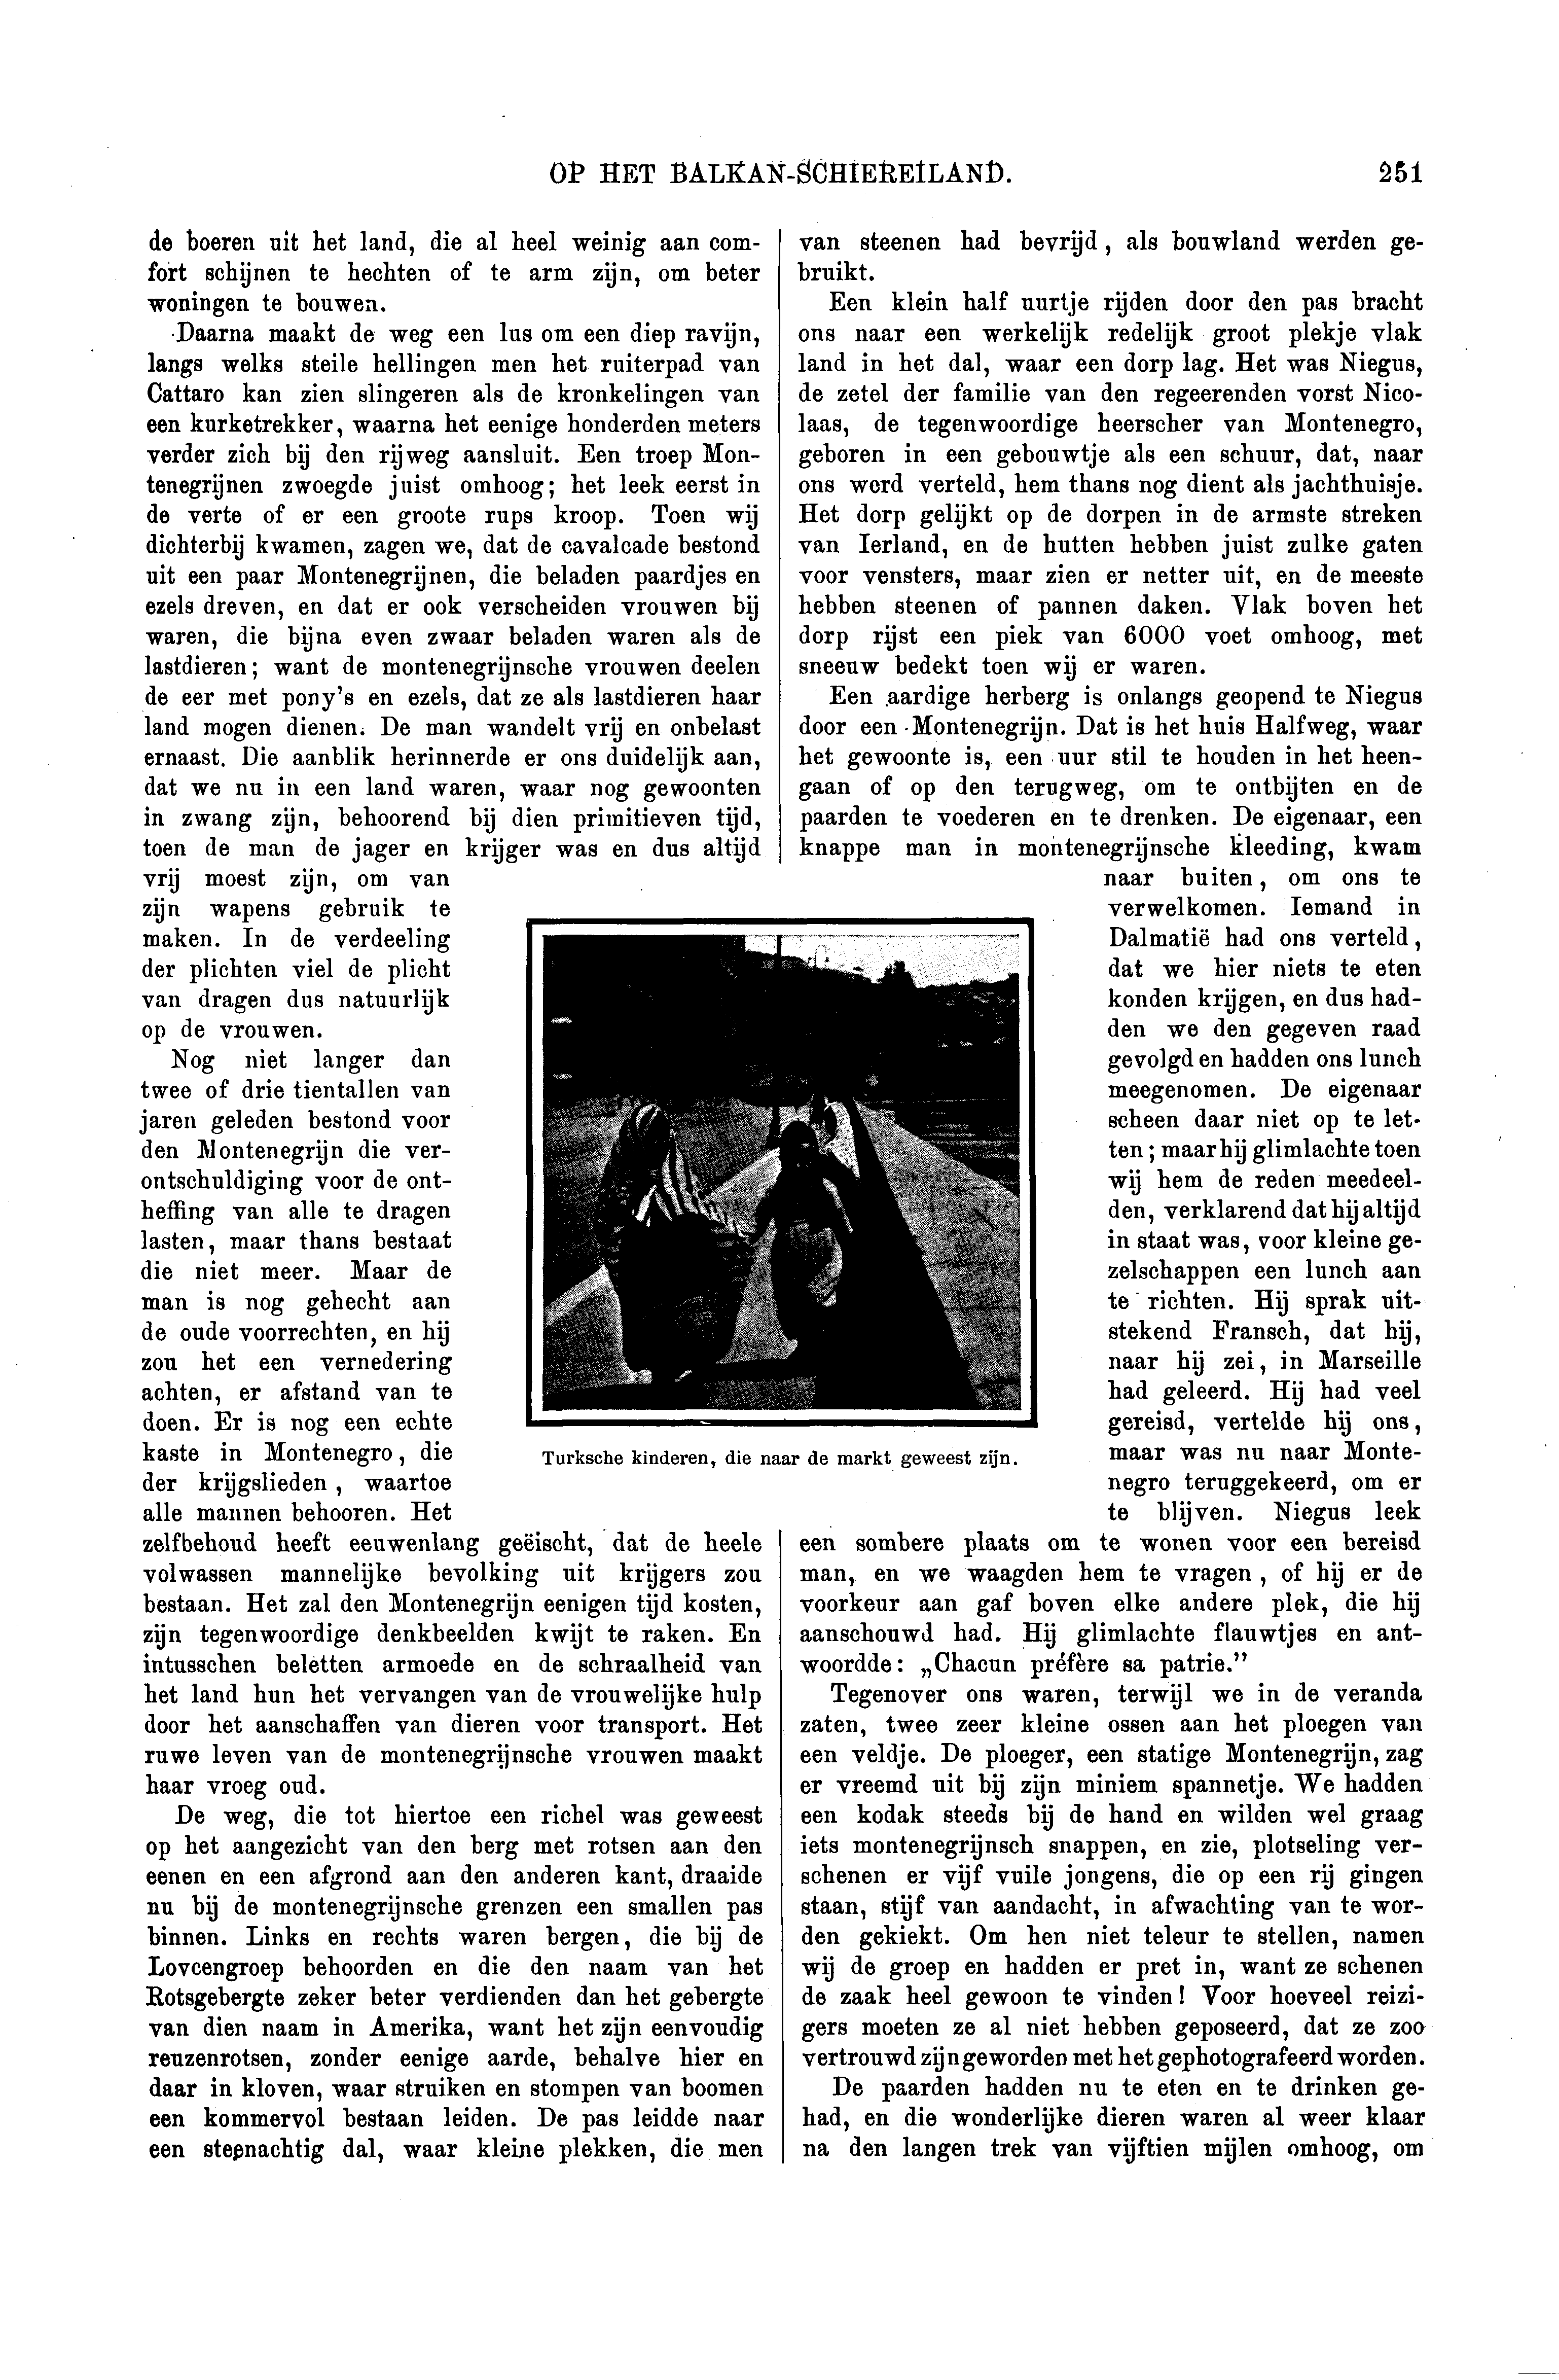 OP HET BALKAN-SCHIEREILAND.
251
de boeren uit het land, die al heel weinig aan com-
fort schijnen te hechten of te arm zijn, om beter
woningen te bouwen.
Daarna maakt de weg een lus om een diep ravijn,
langs welks steile hellingen men het ruiterpad van
Cattaro kan zien slingeren als de kronkelingen van
een kurketrekker, waarna het eenige honderden meters
verder zich bij den rijweg aansluit. Een troep Mon-
tenegrijnen zwoegde juist omhoog; het leek eerst in
de verte of er een groote rups kroop. Toen wij
dichterbij kwamen, zagen we, dat de cavalcade bestond
uit een paar Montenegrijnen, die beladen paardjes en
ezels dreven, en dat er ook verscheiden vrouwen bij
waren, die bijna even zwaar beladen waren als de
lastdieren; want de montenegrijnsche vrouwen deelen
de eer met pony's en ezels, dat ze als lastdieren haar
land mogen dienen. De man wandelt vrij en onbelast
ernaast. Die aanblik herinnerde er ons duidelijk aan,
dat we nu in een land waren, waar nog gewoonten
in zwang zijn, behoorend bij dien primitieven tijd,
toen de man de jager en krijger was en dus altijd
vrij moest zijn, om van
zijn wapens gebruik te
maken. In de verdeeling
der plichten viel de plicht
van dragen dus natuurlijk
op de vrouwen.
Nog niet langer dan
twee of drie tientallen van
jaren geleden bestond voor
den Montenegrijn die ver-
ontschuldiging voor de ont-
heffing van alle te dragen
lasten, maar thans bestaat
die niet meer. Maar de
man is nog gehecht aan
de oude voorrechten, en hij
zou het een vernedering
achten, er afstand van te
doen. Er is nog een echte
kaste in Montenegro, die
der krijgslieden, waartoe
alle mannen behooren. Het
zelfbehoud heeft eeuwenlang geëischt, dat de heele
volwassen mannelijke bevolking uit krijgers zou
bestaan. Het zal den Montenegrijn eenigen tijd kosten,
zijn tegenwoordige denkbeelden kwijt te raken. En
intusschen beletten armoede en de schraalheid van
het land hun het vervangen van de vrouwelijke hulp
door het aanschaffen van dieren voor transport. Het
ruwe leven van de montenegrijnsche vrouwen maakt
haar vroeg oud.
De weg, die tot hiertoe een richel was geweest
op het aangezicht van den berg met rotsen aan den
eenen en een afgrond aan den anderen kant, draaide
nu bij de montenegrijnsche grenzen een smallen pas
binnen. Links en rechts waren bergen, die bij de
Lovcengroep behoorden en die den naam van het
Rotsgebergte zeker beter verdienden dan het gebergte
van dien naam in Amerika, want het zijn eenvoudig
reuzenrotsen, zonder eenige aarde, behalve hier en
daar in kloven, waar struiken en stompen van boomen
een kommervol bestaan leiden. De pas leidde naar
een stepnachtig dal, waar kleine plekken, die men
Turksche kinderen, die naar de markt geweest zijn.
van steenen had bevrijd, als bouwland werden ge-
bruikt.
Een klein half uurtje rijden door den pas bracht
ons naar een werkelijk redelijk groot plekje vlak
land in het dal, waar een dorp lag. Het was Niegus,
de zetel der familie van den regeerenden vorst Nico-
laas, de tegenwoordige heerscher van Montenegro,
geboren in een gebouwtje als een schuur, dat, naar
ons word verteld, hem thans nog dient als jachthuisje.
Het dorp gelijkt op de dorpen in de armste streken
van Ierland, en de hutten hebben juist zulke gaten
voor vensters, maar zien er netter uit, en de meeste
hebben steenen of pannen daken. Vlak boven het
dorp rijst een piek van 6000 voet omhoog, met
sneeuw bedekt toen wij er waren.
Een aardige herberg is onlangs geopend te Niegus
door een Montenegrijn. Dat is het huis Halfweg, waar
het gewoonte is, een uur stil te houden in het heen-
gaan of op den terugweg, om te ontbijten en de
paarden te voederen en te drenken. De eigenaar, een
knappe man in montenegrijnsche kleeding, kwam
naar buiten, om ons te
verwelkomen. Iemand in
Dalmatië had ons verteld,
dat we hier niets te eten
konden krijgen, en dus had-
den we den gegeven raad
gevolgd en hadden ons lunch
meegenomen. De eigenaar
scheen daar niet op te let-
ten; maar hij glimlachte toen
wij hem de reden meedeel-
den, verklarend dat hij altijd
in staat was, voor kleine ge-
zelschappen een lunch aan
te richten. Hij sprak uit-
stekend Fransch, dat hij,
naar hij zei, in Marseille
had geleerd. Hij had veel
gereisd, vertelde hij ons,
maar was nu naar Monte-
negro teruggekeerd, om er
te blijven. Niegus leek
een sombere plaats om te wonen voor een bereisd
man, en we waagden hem te vragen, of hij er de
voorkeur aan gaf boven elke andere plek, die hij
aanschouwd had. Hij glimlachte flauwtjes en ant-
woordde: „Chacun préfère sa patrie.”
Tegenover ons waren, terwijl we in de veranda
zaten, twee zeer kleine ossen aan het ploegen van
een veldje. De ploeger, een statige Montenegrijn, zag
er vreemd uit bij zijn miniem spannetje. We hadden
een kodak steeds bij de hand en wilden wel graag
iets montenegrijnsch snappen, en zie, plotseling ver-
schenen er vijf vuile jongens, die op een rij gingen
staan, stijf van aandacht, in afwachting van te wor-
den gekiekt. Om hen niet teleur te stellen, namen
wij de groep en hadden er pret in, want ze schenen
de zaak heel gewoon te vinden! Voor hoeveel reizi-
gers moeten ze al niet hebben geposeerd, dat ze zoo
vertrouwd zijn geworden met het gephotografeerd worden.
De paarden hadden nu te eten en te drinken ge-
had, en die wonderlijke dieren waren al weer klaar
na den langen trek van vijftien mijlen omhoog, om